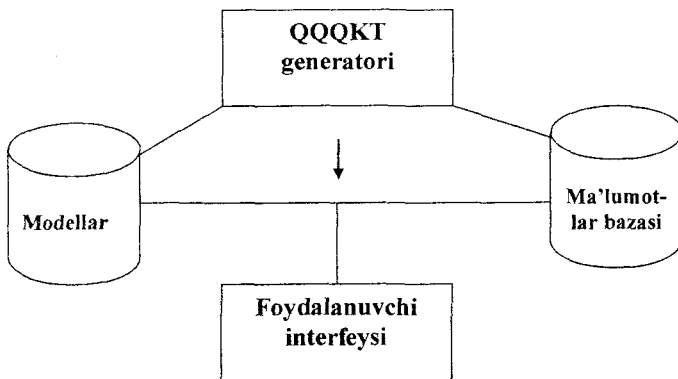 QQQKT
generatori
Modellar
Ma'lumot-
lar bazasi
Foydalanuvchi
interfeysi